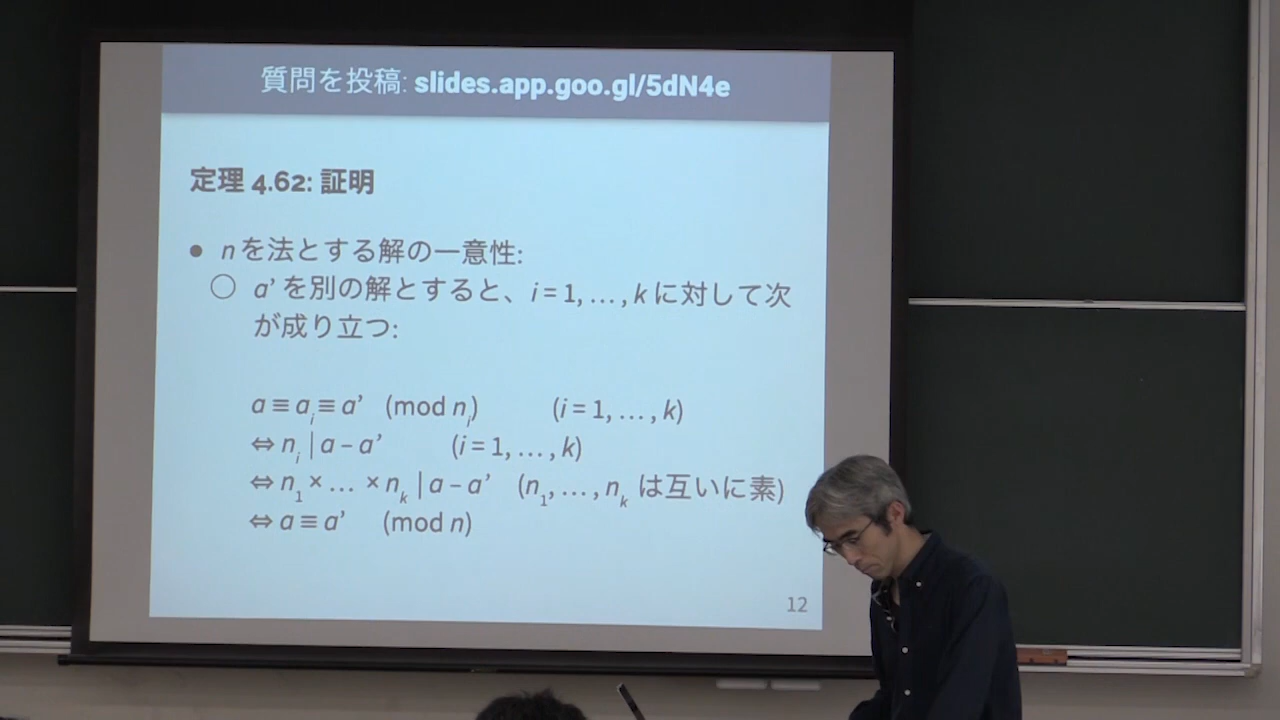 質問を投稿: slides.app.goo.gl/5dN4e
定理 4.62: 証明
● nを法とする解の一意性:
○ a’ を別の解とすると、i = 1, … , k に対して次
が成り立つ:
a ≡ aᵢ ≡ a’ (mod nᵢ) (i = 1, … , k)
⇔ nᵢ | a – a’ (i = 1, … , k)
⇔ n₁ × … × nₖ | a – a’ (n₁, … , nₖ は互いに素)
⇔ a ≡ a’ (mod n)
12